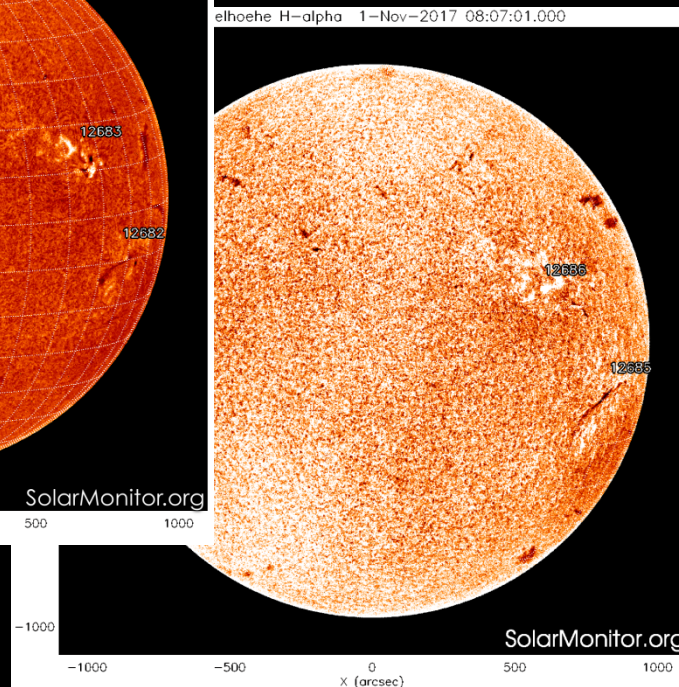 elhoehe H-alpha 1-Nov-2017 08:07:01.000
12683
12682
12686
12685
SolarMonitor.org
500 1000
-1000
SolarMonitor.org
-1000 -500 0 500 1000
X (arcsec)